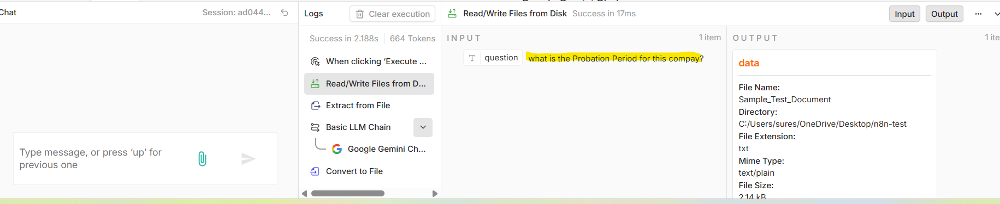 Chat
Session: ad044...
Type message, or press ‘up’ for
previous one
Logs
Clear execution
Success in 2.188s
664 Tokens
When clicking ‘Execute ...
Read/Write Files from D...
Extract from File
Basic LLM Chain
Google Gemini Ch...
Convert to File
Read/Write Files from Disk Success in 17ms
Input
Output
...
INPUT
1 item
T question what is the Probation Period for this compay?
OUTPUT
1 ite
data
File Name:
Sample_Test_Document
Directory:
C:/Users/sures/OneDrive/Desktop/n8n-test
File Extension:
txt
Mime Type:
text/plain
File Size:
2.14 kB